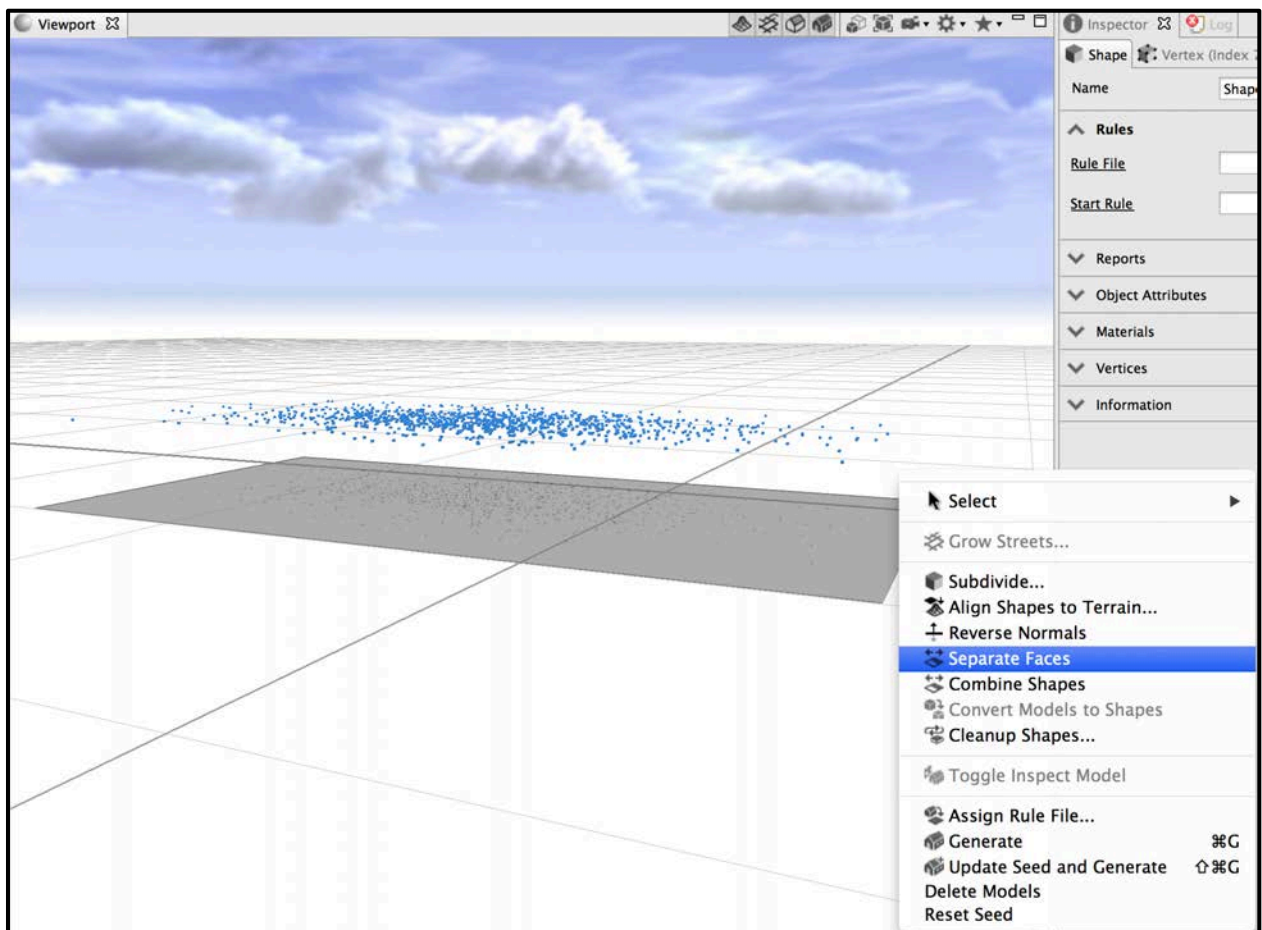 Viewport
Inspector
Log
Shape
Vertex (Index
Name
Shap
Rules
Rule File
Start Rule
Reports
Object Attributes
Materials
Vertices
Information
Select
Grow Streets...
Subdivide...
Align Shapes to Terrain...
Reverse Normals
Separate Faces
Combine Shapes
Convert Models to Shapes
Cleanup Shapes...
Toggle Inspect Model
Assign Rule File...
Generate ⌘G
Update Seed and Generate ⇧⌘G
Delete Models
Reset Seed